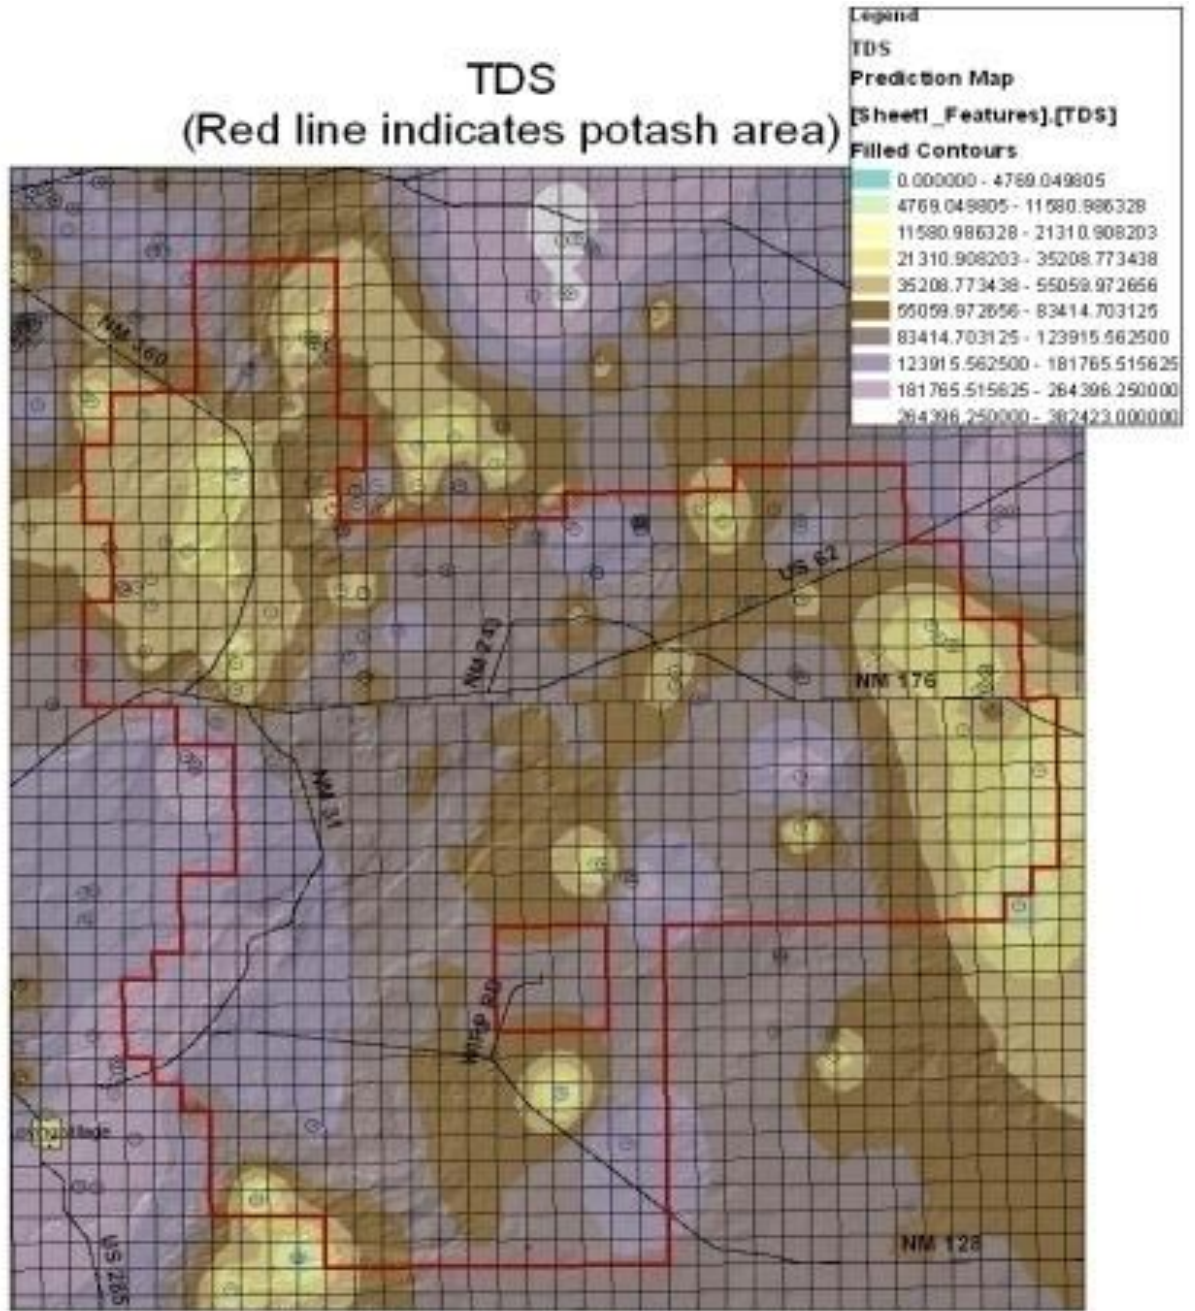 TDS
(Red line indicates potash area)
Legend
TDS
Prediction Map
[Sheet1_Features].[TDS]
Filled Contours
0.000000 - 4769.049805
4769.049805 - 11580.986328
11580.986328 - 21310.908203
21310.908203 - 35208.773438
35208.773438 - 55059.972656
55059.972656 - 83414.703125
83414.703125 - 123915.562500
123915.562500 - 181765.515625
181765.515625 - 264396.250000
264396.250000 - 382423.000000
NM 360
US 62
NM 243
NM 176
NM 31
WIPP RD
NM 128
US 285